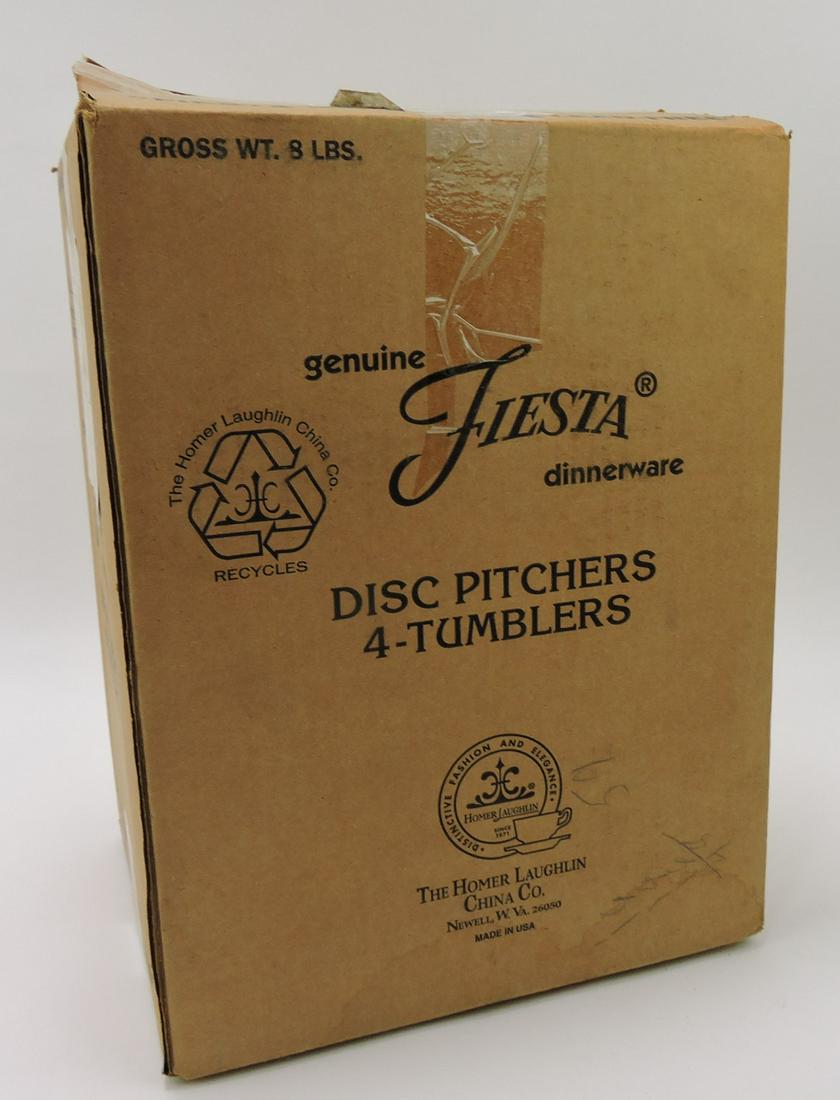 GROSS WT. 8 LBS.
genuine
FIESTA®
dinnerware
The Homer Laughlin China Co.
RECYCLES
DISC PITCHERS
4-TUMBLERS
• DISTINCTIVE FASHION AND ELEGANCE •
®
HOMER LAUGHLIN
SINCE
1871
THE HOMER LAUGHLIN
CHINA CO.
NEWELL, W. VA. 26050
MADE IN USA